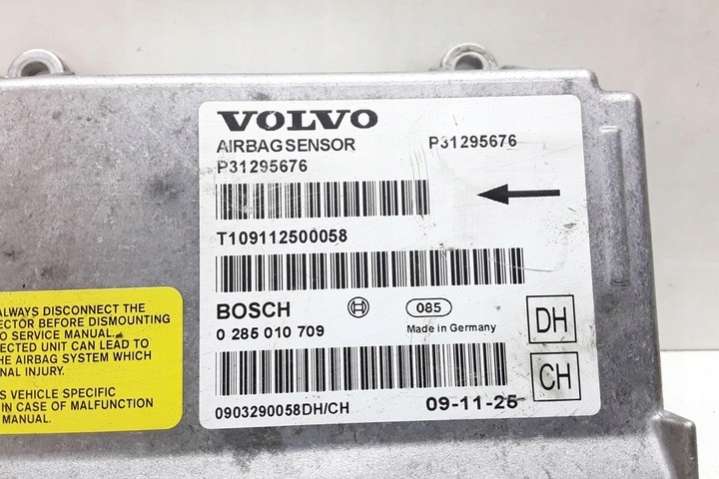 VOLVO
AIRBAG SENSOR P31295676
P31295676
T109112500058
BOSCH 085
0 285 010 709 Made in Germany
DH
CH
0903290058DH/CH 09-11-25
ALWAYS DISCONNECT THE
ECTOR BEFORE DISMOUNTING
O SERVICE MANUAL.
ECTED UNIT CAN LEAD TO
HE AIRBAG SYSTEM WHICH
NAL INJURY.
S VEHICLE SPECIFIC
IN CASE OF MALFUNCTION
MANUAL.